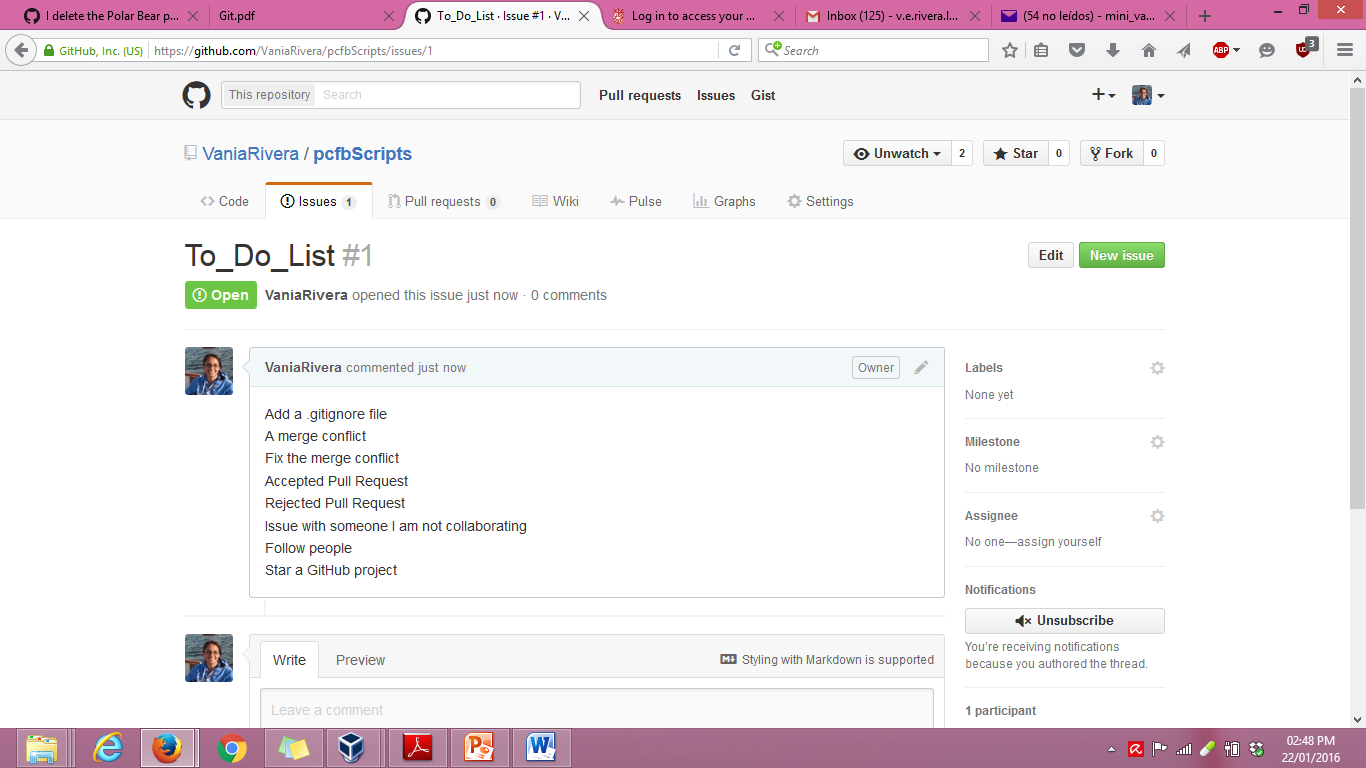 I delete the Polar Bear p...
Git.pdf
To_Do_List · Issue #1 · V...
Log in to access your ...
Inbox (125) - v.e.rivera.l...
(54 no leídos) - mini_va...
GitHub, Inc. (US)
https://github.com/VaniaRivera/pcfbScripts/issues/1
Search
ABP
3
This repository
Search
Pull requests
Issues
Gist
VaniaRivera / pcfbScripts
Unwatch
2
Star
0
Fork
0
Code
Issues 1
Pull requests 0
Wiki
Pulse
Graphs
Settings
To_Do_List #1
Edit
New issue
Open
VaniaRivera opened this issue just now · 0 comments
VaniaRivera commented just now
Owner
Add a .gitignore file
A merge conflict
Fix the merge conflict
Accepted Pull Request
Rejected Pull Request
Issue with someone I am not collaborating
Follow people
Star a GitHub project
Labels
None yet
Milestone
No milestone
Assignee
No one—assign yourself
Notifications
Unsubscribe
You're receiving notifications
because you authored the thread.
1 participant
Write
Preview
Styling with Markdown is supported
Leave a comment
02:48 PM
22/01/2016